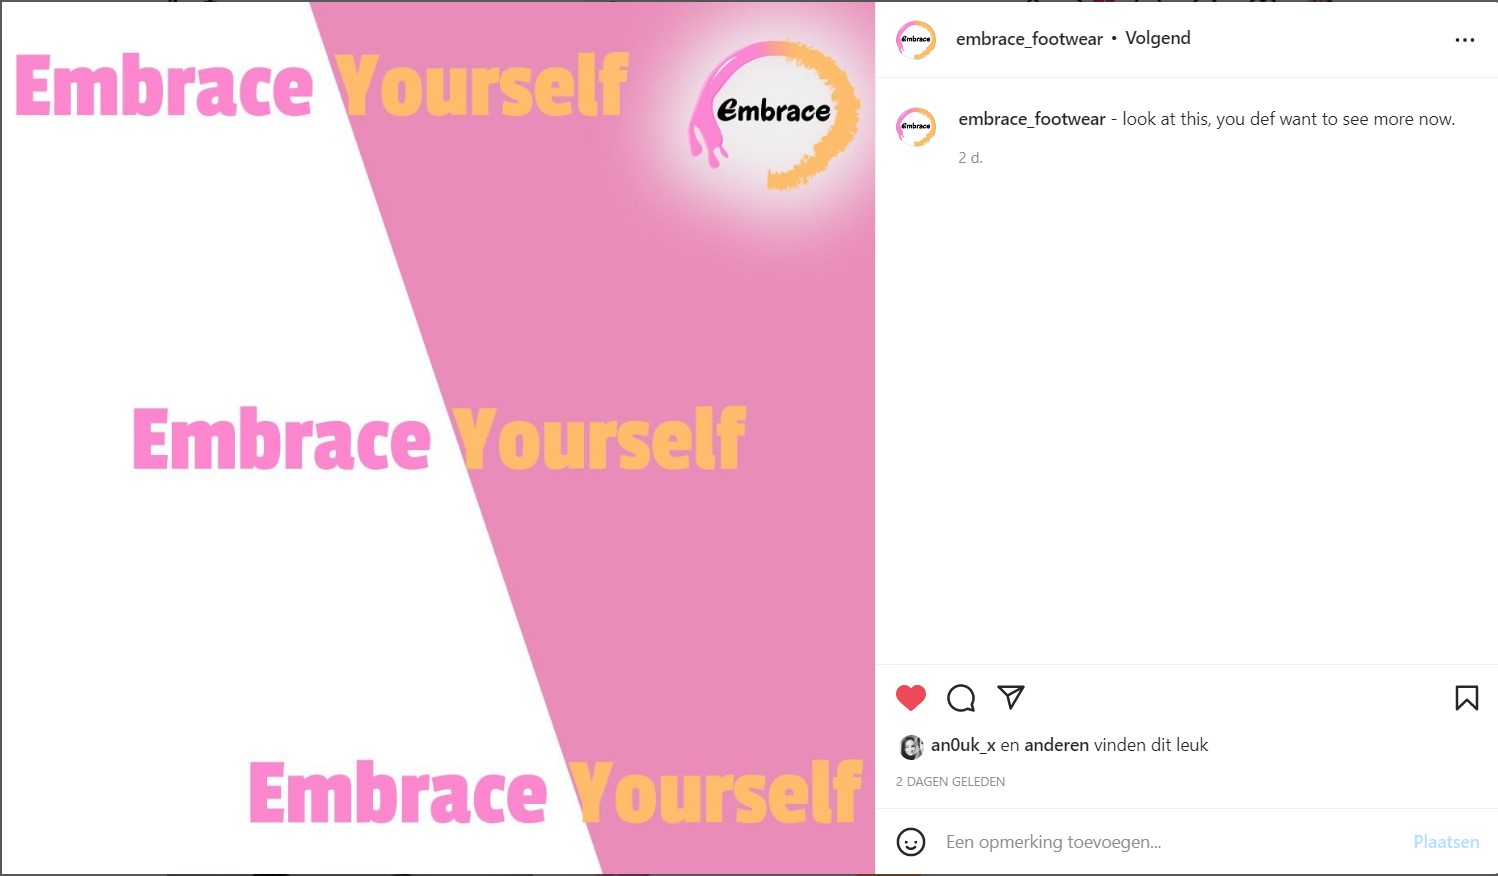 Embrace Yourself
Embrace
Embrace Yourself
Embrace Yourself
Embrace
embrace_footwear • Volgend
Embrace
embrace_footwear - look at this, you def want to see more now.
2 d.
an0uk_x en anderen vinden dit leuk
2 DAGEN GELEDEN
Een opmerking toevoegen...
Plaatsen